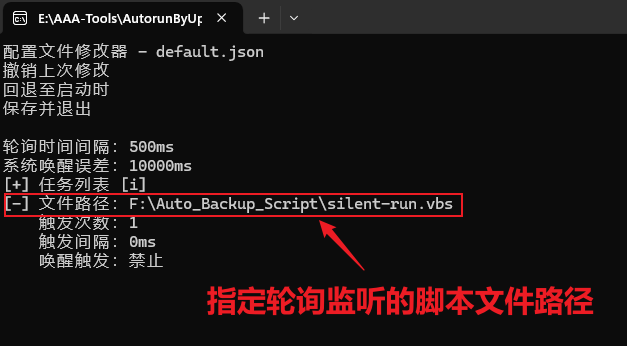 E:\AAA-Tools\AutorunByUp
配置文件修改器 - default.json
撤销上次修改
回退至启动时
保存并退出
轮询时间间隔: 500ms
系统唤醒误差: 10000ms
[+] 任务列表 [i]
[-] 文件路径: F:\Auto_Backup_Script\silent-run.vbs
触发次数: 1
触发间隔: 0ms
唤醒触发: 禁止
指定轮询监听的脚本文件路径